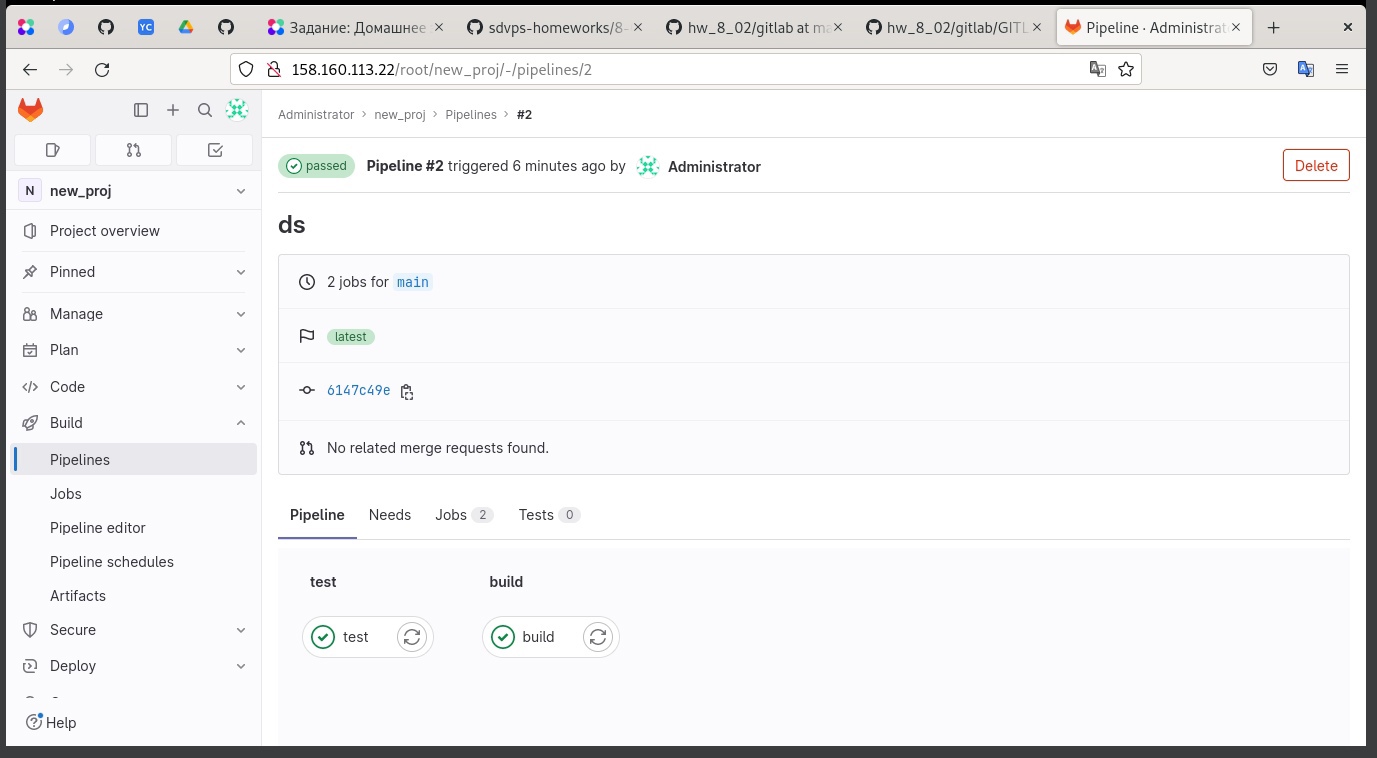 YC
Задание: Домашнее
sdvps-homeworks/8-
hw_8_02/gitlab at ma
hw_8_02/gitlab/GITL
Pipeline · Administrat
158.160.113.22/root/new_proj/-/pipelines/2
Administrator new_proj Pipelines #2
passed Pipeline #2 triggered 6 minutes ago by Administrator
Delete
N new_proj
Project overview
Pinned
Manage
Plan
Code
Build
Pipelines
Jobs
Pipeline editor
Pipeline schedules
Artifacts
Secure
Deploy
Help
ds
2 jobs for main
latest
6147c49e
No related merge requests found.
Pipeline Needs Jobs 2 Tests 0
test build
test build